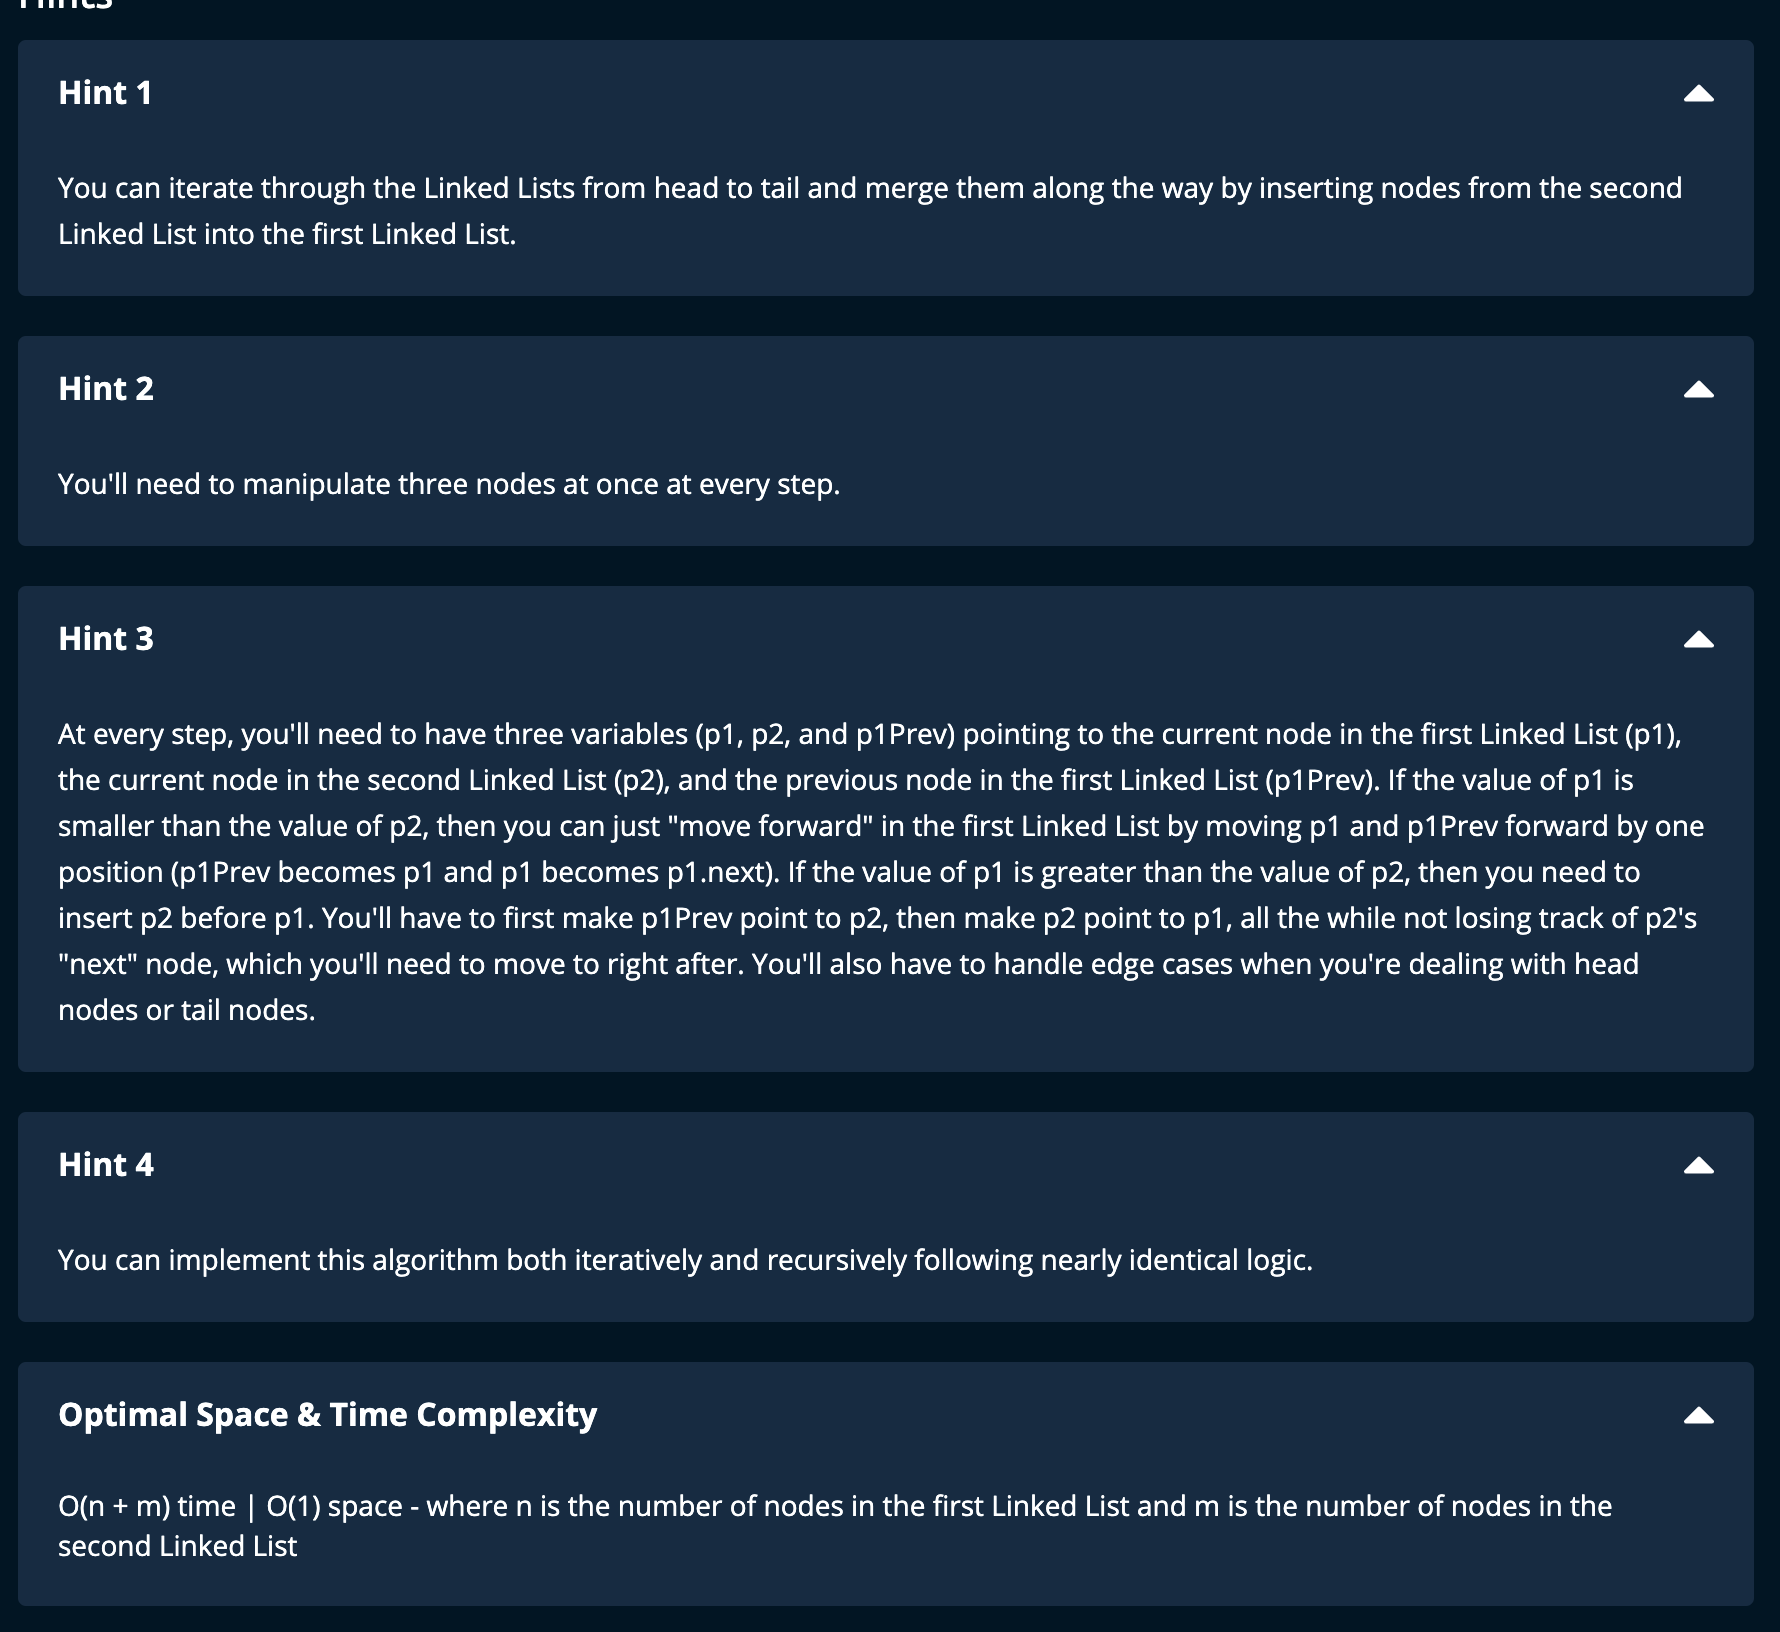 Hints
Hint 1
You can iterate through the Linked Lists from head to tail and merge them along the way by inserting nodes from the second
Linked List into the first Linked List.
Hint 2
You'll need to manipulate three nodes at once at every step.
Hint 3
At every step, you'll need to have three variables (p1, p2, and p1Prev) pointing to the current node in the first Linked List (p1),
the current node in the second Linked List (p2), and the previous node in the first Linked List (p1Prev). If the value of p1 is
smaller than the value of p2, then you can just "move forward" in the first Linked List by moving p1 and p1Prev forward by one
position (p1Prev becomes p1 and p1 becomes p1.next). If the value of p1 is greater than the value of p2, then you need to
insert p2 before p1. You'll have to first make p1Prev point to p2, then make p2 point to p1, all the while not losing track of p2's
"next" node, which you'll need to move to right after. You'll also have to handle edge cases when you're dealing with head
nodes or tail nodes.
Hint 4
You can implement this algorithm both iteratively and recursively following nearly identical logic.
Optimal Space & Time Complexity
O(n + m) time | O(1) space - where n is the number of nodes in the first Linked List and m is the number of nodes in the
second Linked List